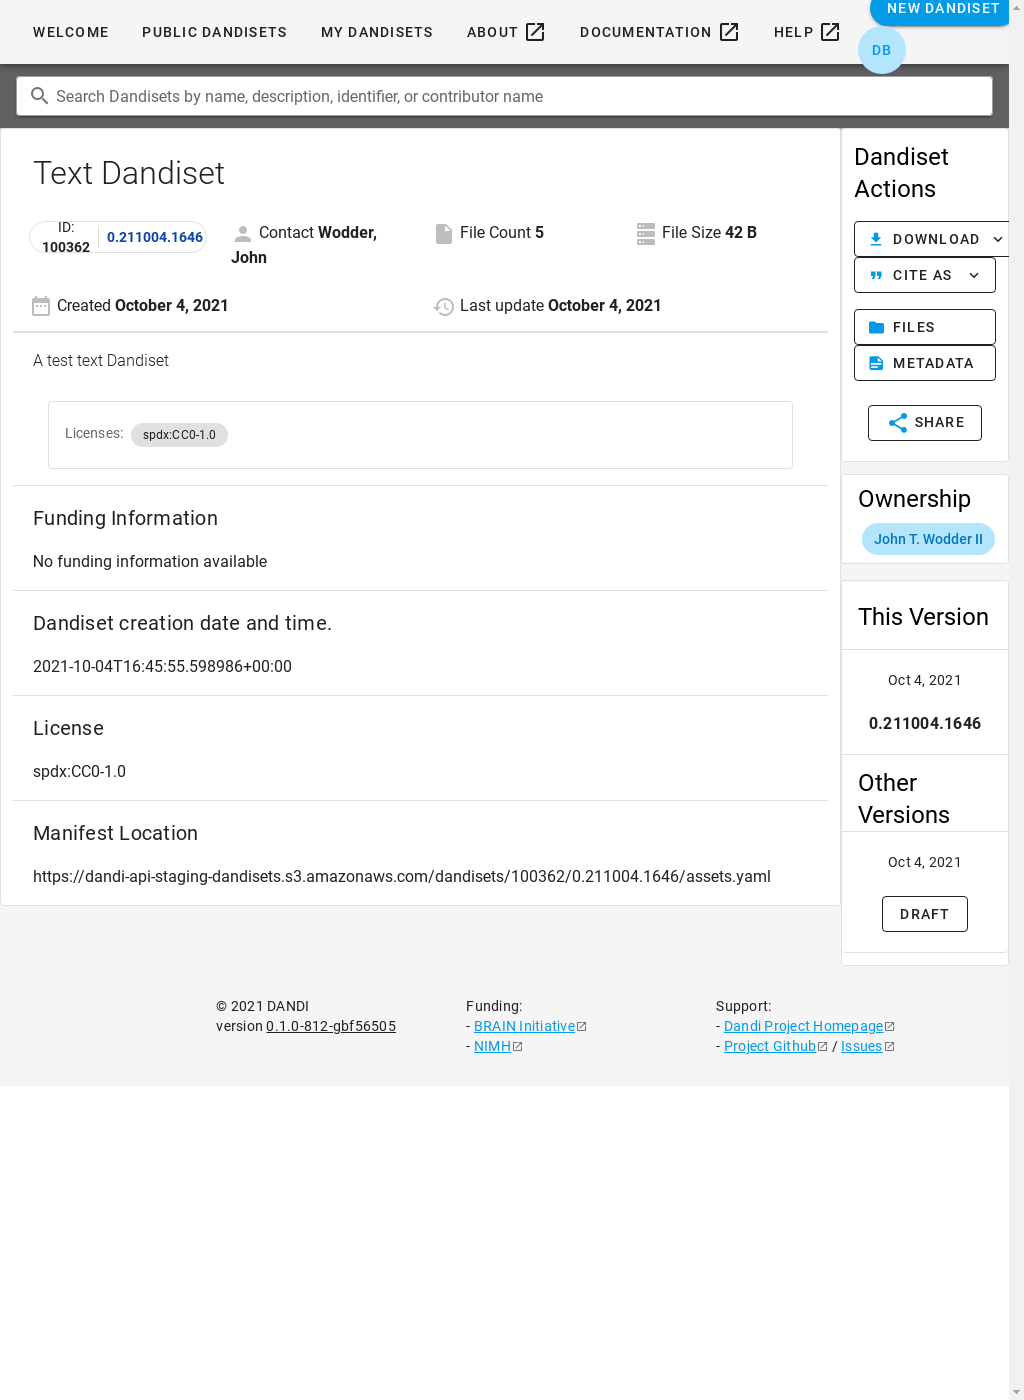 WELCOME PUBLIC DANDISETS MY DANDISETS ABOUT DOCUMENTATION HELP NEW DANDISET
DB
Search Dandisets by name, description, identifier, or contributor name
Text Dandiset
ID: 100362 0.211004.1646
Contact Wodder, John
File Count 5
File Size 42 B
Created October 4, 2021
Last update October 4, 2021
A test text Dandiset
Licenses: spdx:CC0-1.0
Funding Information
No funding information available
Dandiset creation date and time.
2021-10-04T16:45:55.598986+00:00
License
spdx:CC0-1.0
Manifest Location
https://dandi-api-staging-dandisets.s3.amazonaws.com/dandisets/100362/0.211004.1646/assets.yaml
Dandiset
Actions
DOWNLOAD
CITE AS
FILES
METADATA
SHARE
Ownership
John T. Wodder II
This Version
Oct 4, 2021
0.211004.1646
Other
Versions
Oct 4, 2021
DRAFT
© 2021 DANDI
version 0.1.0-812-gbf56505
Funding:
- BRAIN Initiative
- NIMH
Support:
- Dandi Project Homepage
- Project Github / Issues